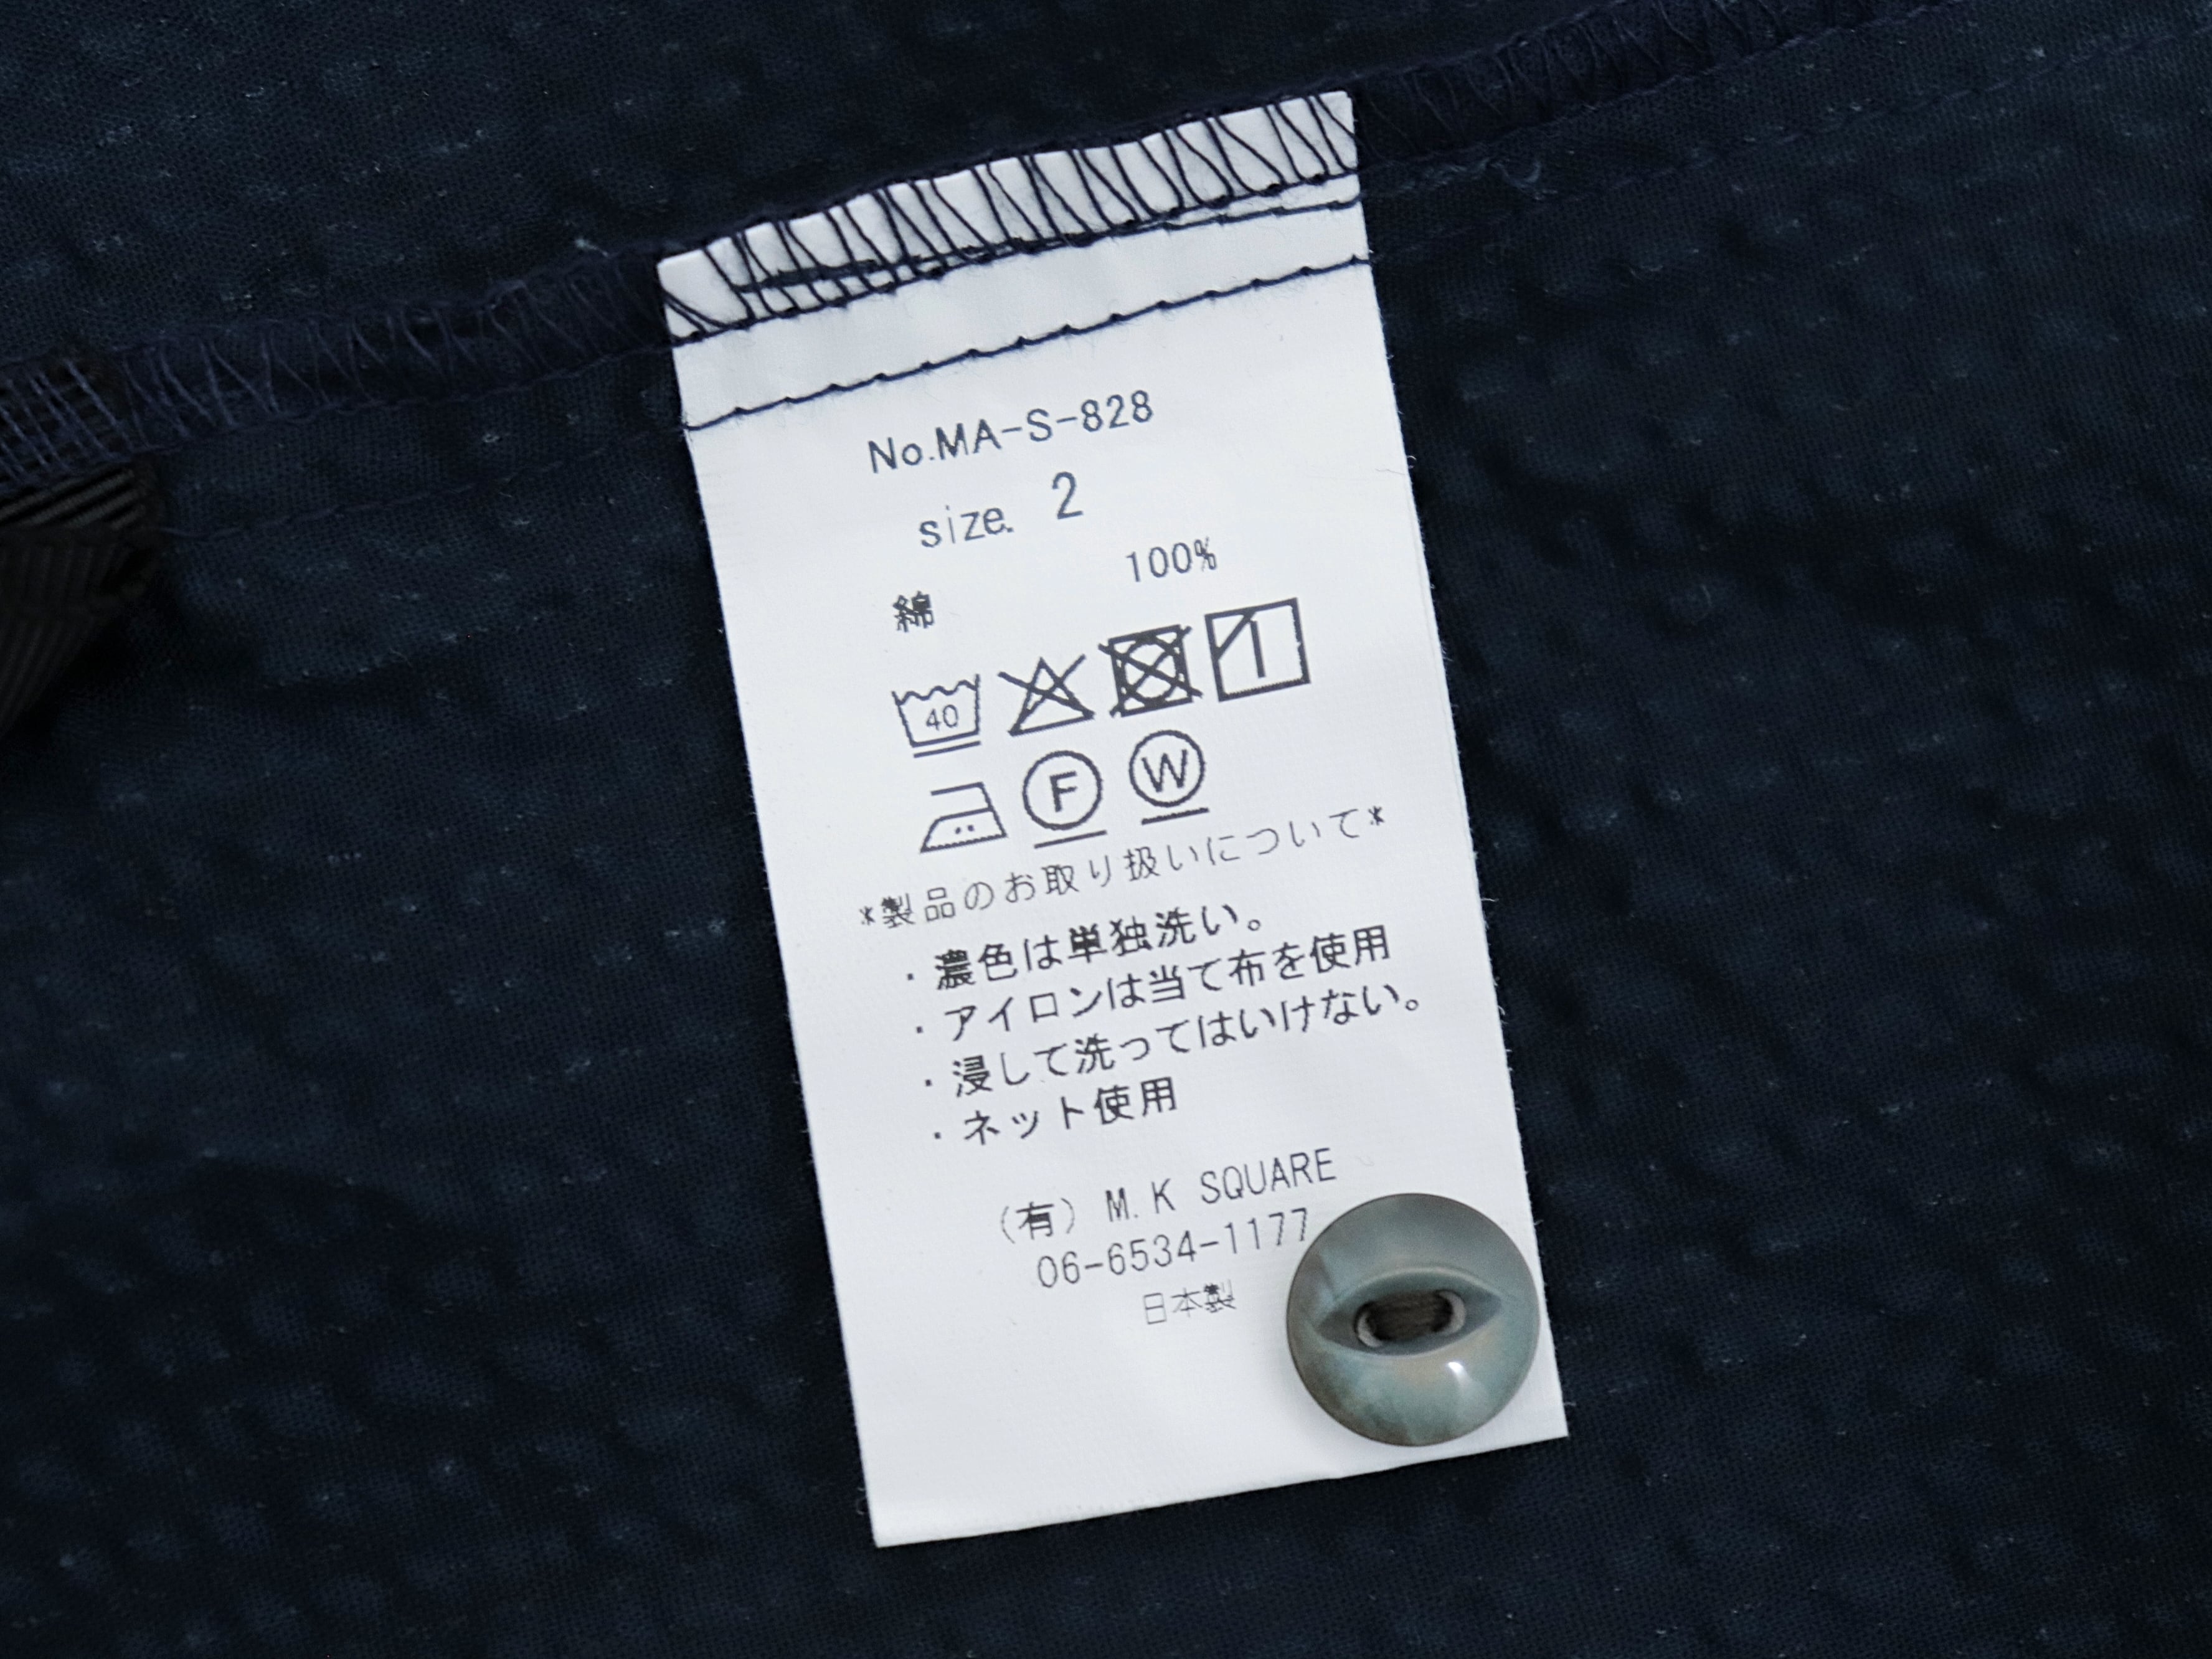 No.MA-S-828
size. 2
綿 100%
40
F W
*製品のお取り扱いについて*
・濃色は単独洗い。
・アイロンは当て布を使用
・浸して洗ってはいけない。
・ネット使用
(有) M.K SQUARE
06-6534-1177
日本製